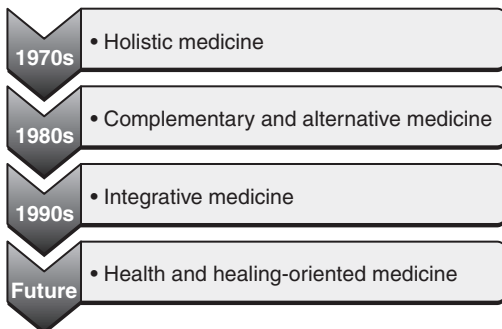 1970s
• Holistic medicine
1980s
• Complementary and alternative medicine
1990s
• Integrative medicine
Future
• Health and healing-oriented medicine